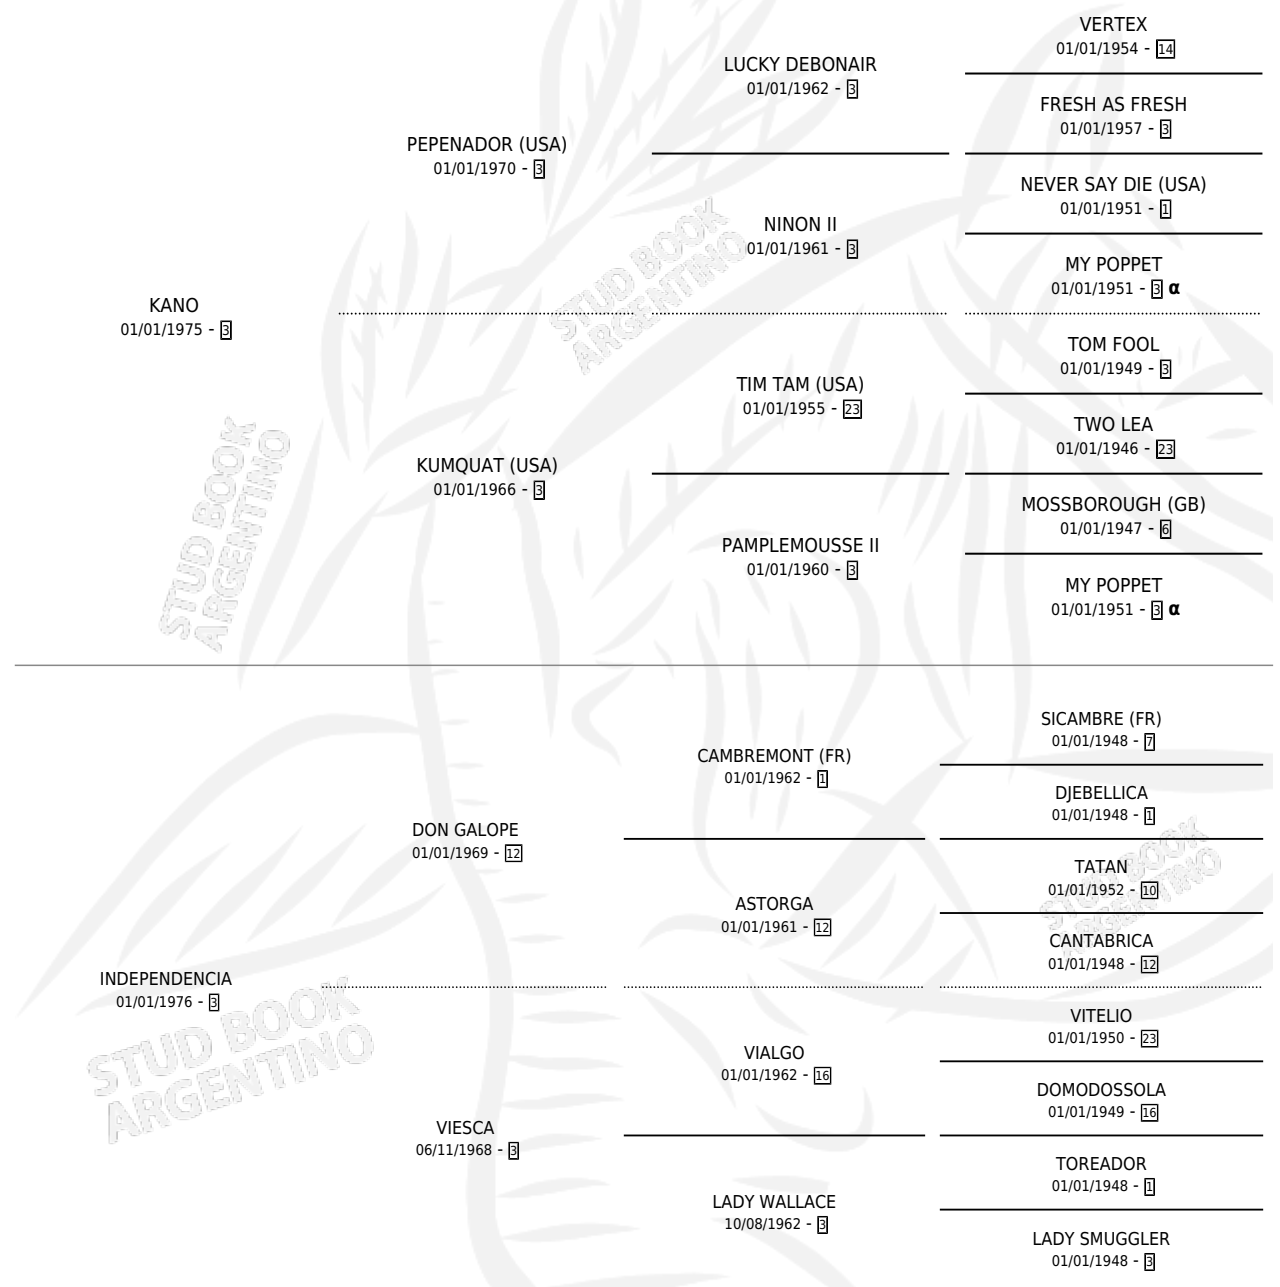 VERTEX
01/01/1954 - 14
LUCKY DEBONAIR
01/01/1962 - 3
FRESH AS FRESH
01/01/1957 - 3
PEPENADOR (USA)
01/01/1970 - 3
NEVER SAY DIE (USA)
01/01/1951 - 1
NINON II
01/01/1961 - 3
MY POPPET
01/01/1951 - 3 α
KANO
01/01/1975 - 3
TOM FOOL
01/01/1949 - 3
TIM TAM (USA)
01/01/1955 - 23
TWO LEA
01/01/1946 - 23
KUMQUAT (USA)
01/01/1966 - 3
MOSSBOROUGH (GB)
01/01/1947 - 6
PAMPLEMOUSSE II
01/01/1960 - 3
MY POPPET
01/01/1951 - 3 α
STUD BOOK
ARGENTINO
STUD BOOK
ARGENTINO
SICAMBRE (FR)
01/01/1948 - 7
CAMBREMONT (FR)
01/01/1962 - 1
DJEBELLICA
01/01/1948 - 1
DON GALOPE
01/01/1969 - 12
TATAN
01/01/1952 - 10
ASTORGA
01/01/1961 - 12
CANTABRICA
01/01/1948 - 12
INDEPENDENCIA
01/01/1976 - 3
VITELIO
01/01/1950 - 23
VIALGO
01/01/1962 - 16
DOMODOSSOLA
01/01/1949 - 16
VIESCA
06/11/1968 - 3
TOREADOR
01/01/1948 - 1
LADY WALLACE
10/08/1962 - 3
LADY SMUGGLER
01/01/1948 - 3
STUD BOOK
ARGENTINO
STUD BOOK
ARGENTINO